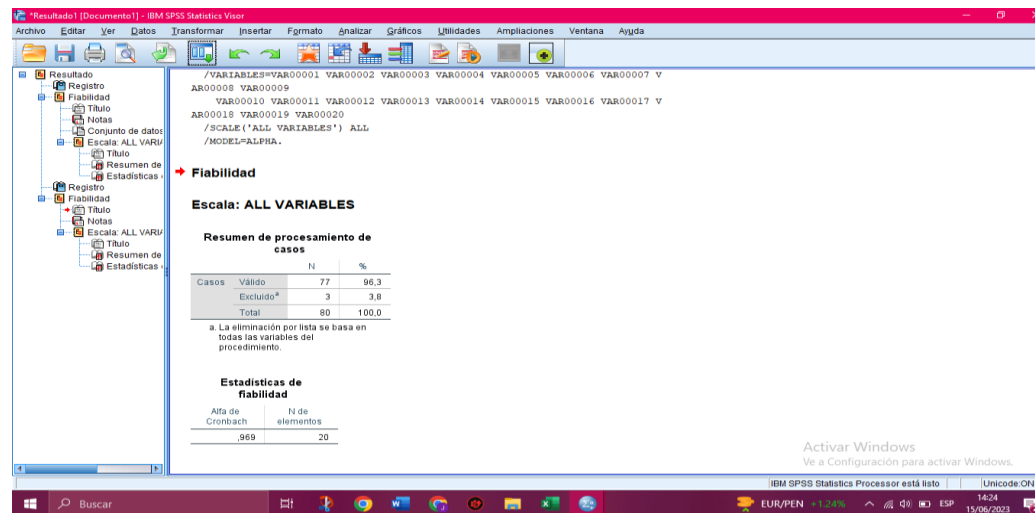 *Resultado1 [Documento1] - IBM SPSS Statistics Visor
Archivo Editar Ver Datos Transformar Insertar Formato Analizar Gráficos Utilidades Ampliaciones Ventana Ayuda
Resultado
Registro
Fiabilidad
Título
Notas
Conjunto de datos
Escala: ALL VARI
Título
Resumen de
Estadísticas
Registro
Fiabilidad
Título
Notas
Escala: ALL VARI
Título
Resumen de
Estadísticas
/VARIABLES=VAR00001 VAR00002 VAR00003 VAR00004 VAR00005 VAR00006 VAR00007 V
AR00008 VAR00009
VAR00010 VAR00011 VAR00012 VAR00013 VAR00014 VAR00015 VAR00016 VAR00017 V
AR00018 VAR00019 VAR00020
/SCALE('ALL VARIABLES') ALL
/MODEL=ALPHA.
Fiabilidad
Escala: ALL VARIABLES
Resumen de procesamiento de
casos
N %
Casos Válido 77 96,3
Excluidoa 3 3,8
Total 80 100,0
a. La eliminación por lista se basa en
todas las variables del
procedimiento.
Estadísticas de
fiabilidad
Alfa de N de
Cronbach elementos
,969 20
Activar Windows
Ve a Configuración para activar Windows.
IBM SPSS Statistics Processor está listo Unicode:ON
Buscar
EUR/PEN +1,24% ESP 14:24
15/06/2023